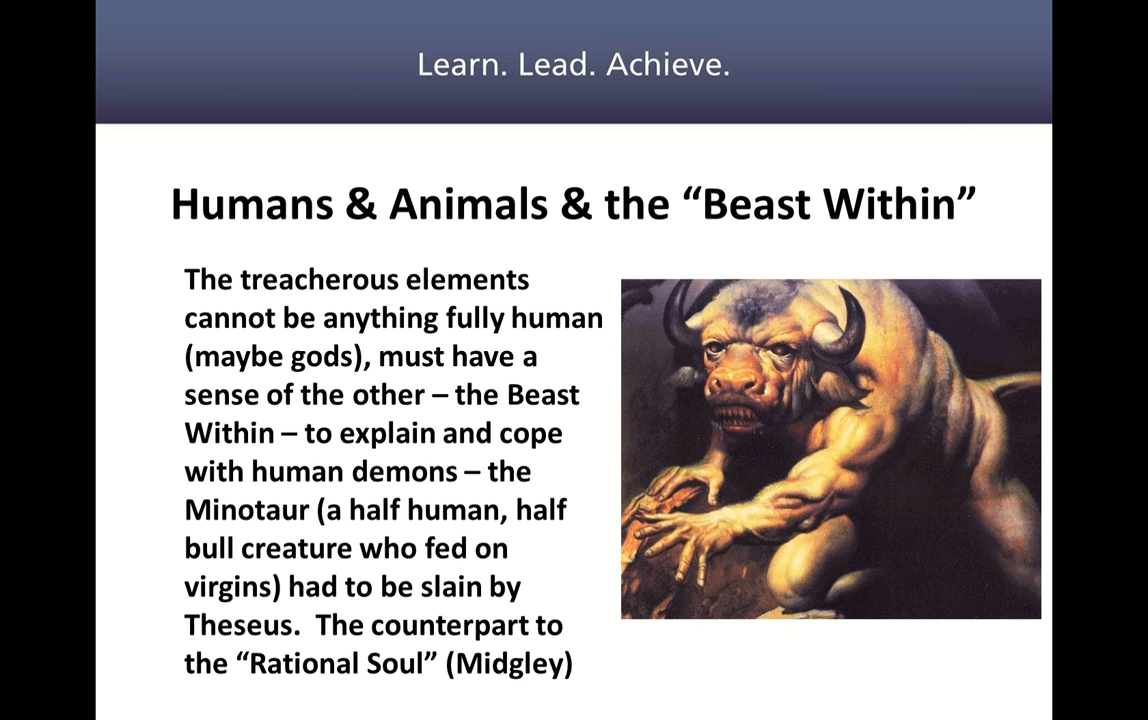 Learn. Lead. Achieve.
Humans & Animals & the “Beast Within”
The treacherous elements
cannot be anything fully human
(maybe gods), must have a
sense of the other – the Beast
Within – to explain and cope
with human demons – the
Minotaur (a half human, half
bull creature who fed on
virgins) had to be slain by
Theseus.  The counterpart to
the “Rational Soul” (Midgley)